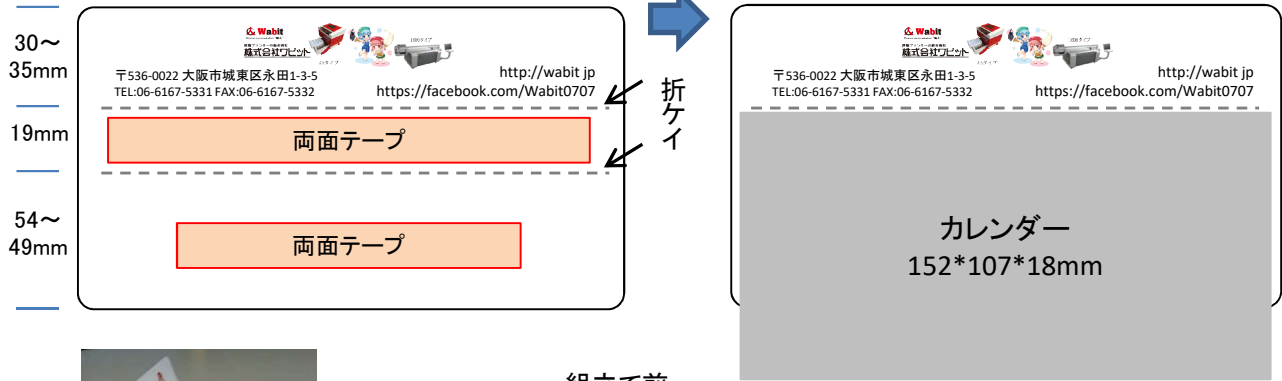 30～
35mm
19mm
54～
49mm
& Wabit
株式会社ワビット
〒536-0022 大阪市城東区永田1-3-5
TEL:06-6167-5331 FAX:06-6167-5332
http://wabit jp
https://facebook.com/Wabit0707
両面テープ
両面テープ
折ケイ
& Wabit
株式会社ワビット
〒536-0022 大阪市城東区永田1-3-5
TEL:06-6167-5331 FAX:06-6167-5332
http://wabit jp
https://facebook.com/Wabit0707
カレンダー
152*107*18mm